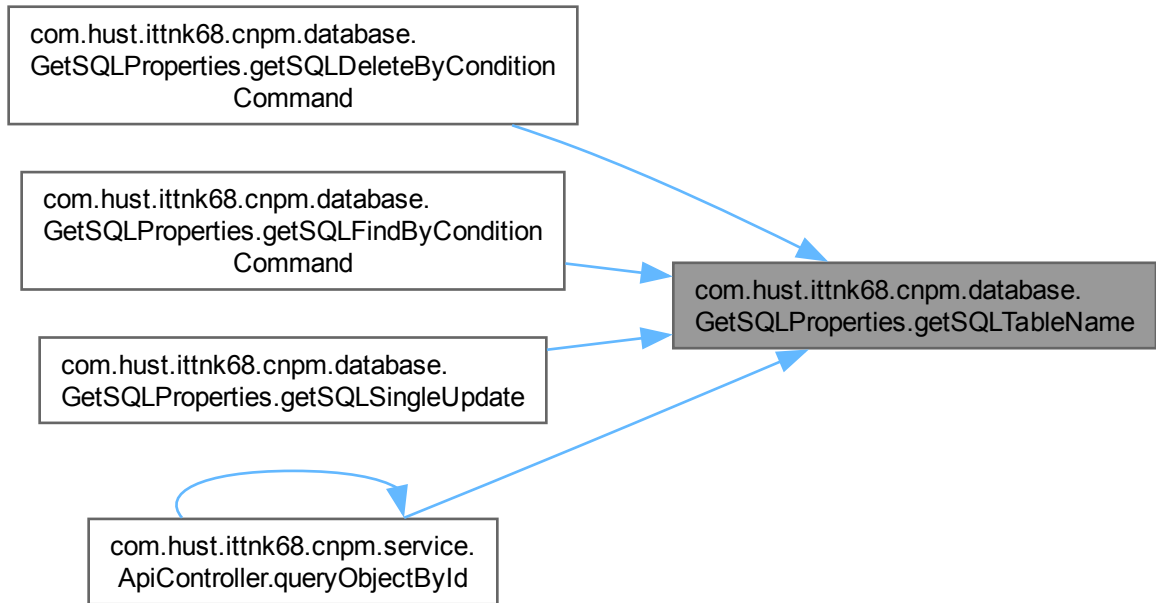 com.hust.ittnk68.cnpm.database.
GetSQLProperties.getSQLDeleteByCondition
Command
com.hust.ittnk68.cnpm.database.
GetSQLProperties.getSQLFindByCondition
Command
com.hust.ittnk68.cnpm.database.
GetSQLProperties.getSQLTableName
com.hust.ittnk68.cnpm.database.
GetSQLProperties.getSQLSingleUpdate
com.hust.ittnk68.cnpm.service.
ApiController.queryObjectById